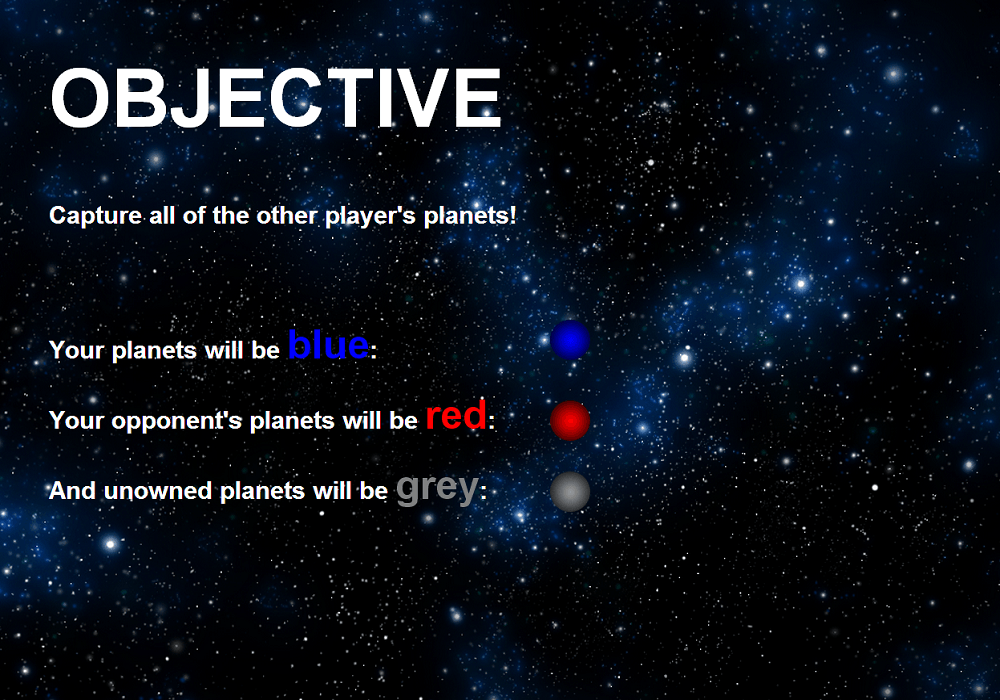 OBJECTIVE
Capture all of the other player's planets!
Your planets will be blue:
Your opponent's planets will be red:
And unowned planets will be grey: